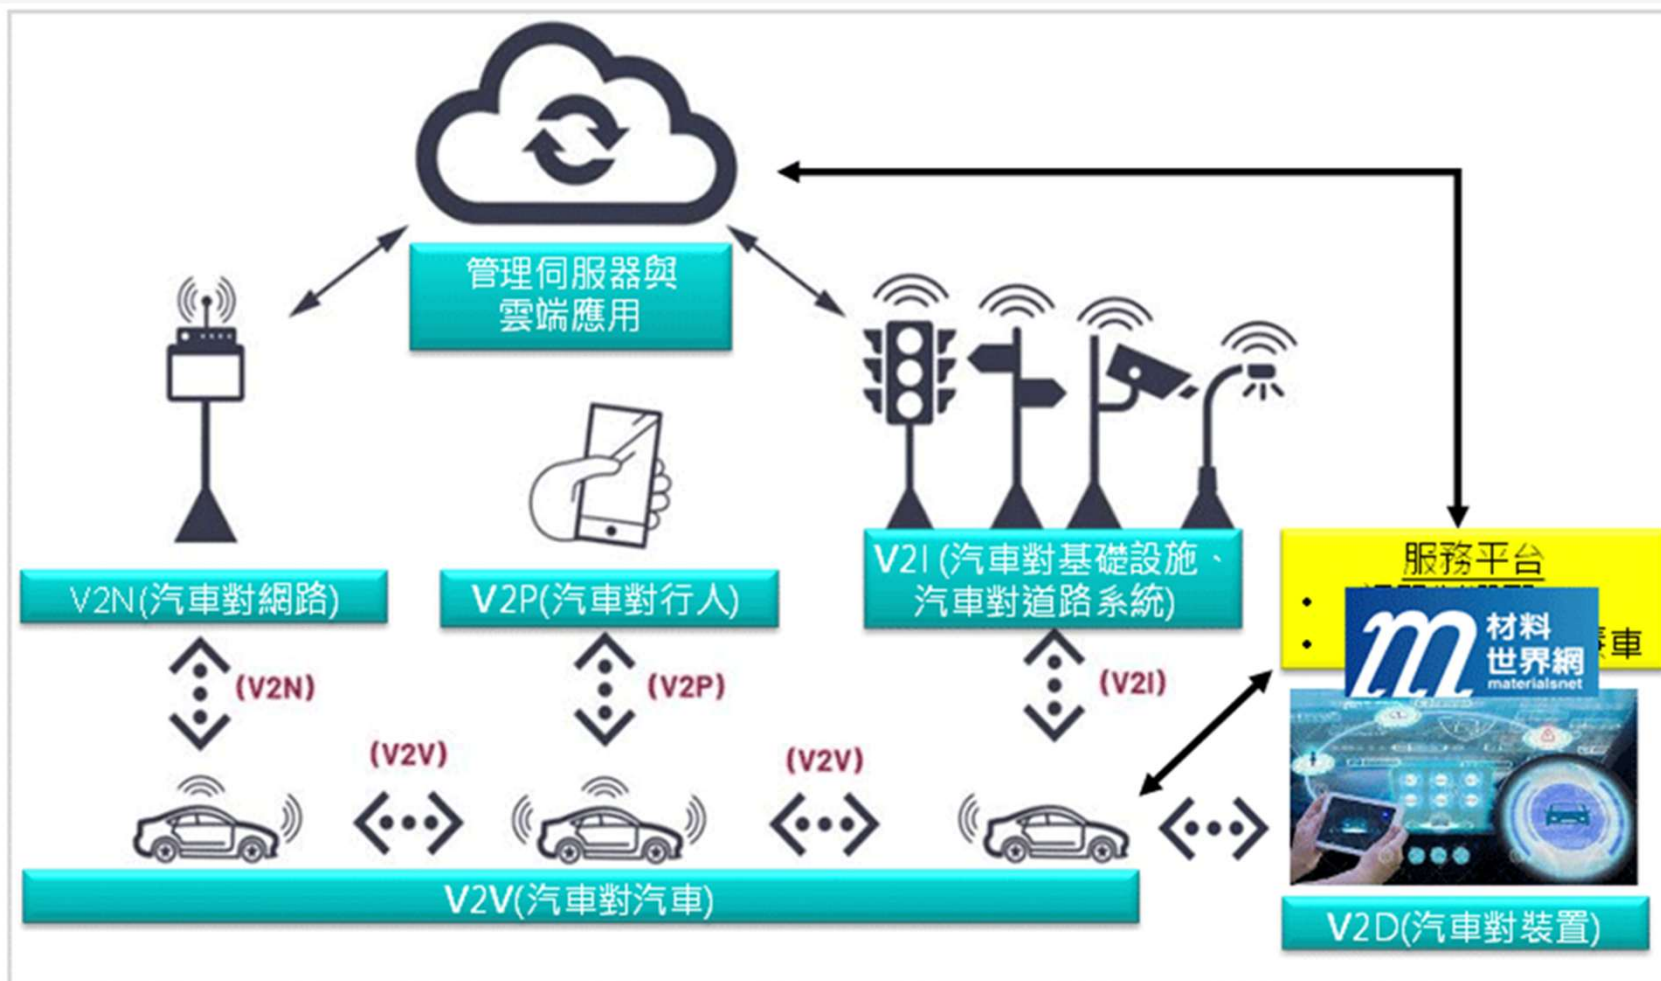 管理伺服器與
雲端應用
V2N(汽車對網路)
V2P(汽車對行人)
V2I (汽車對基礎設施、
汽車對道路系統)
服務平台
•
• 車
材料
世界網
materialsnet
(V2N)
(V2P)
(V2I)
(V2V)
(V2V)
V2V(汽車對汽車)
V2D(汽車對裝置)